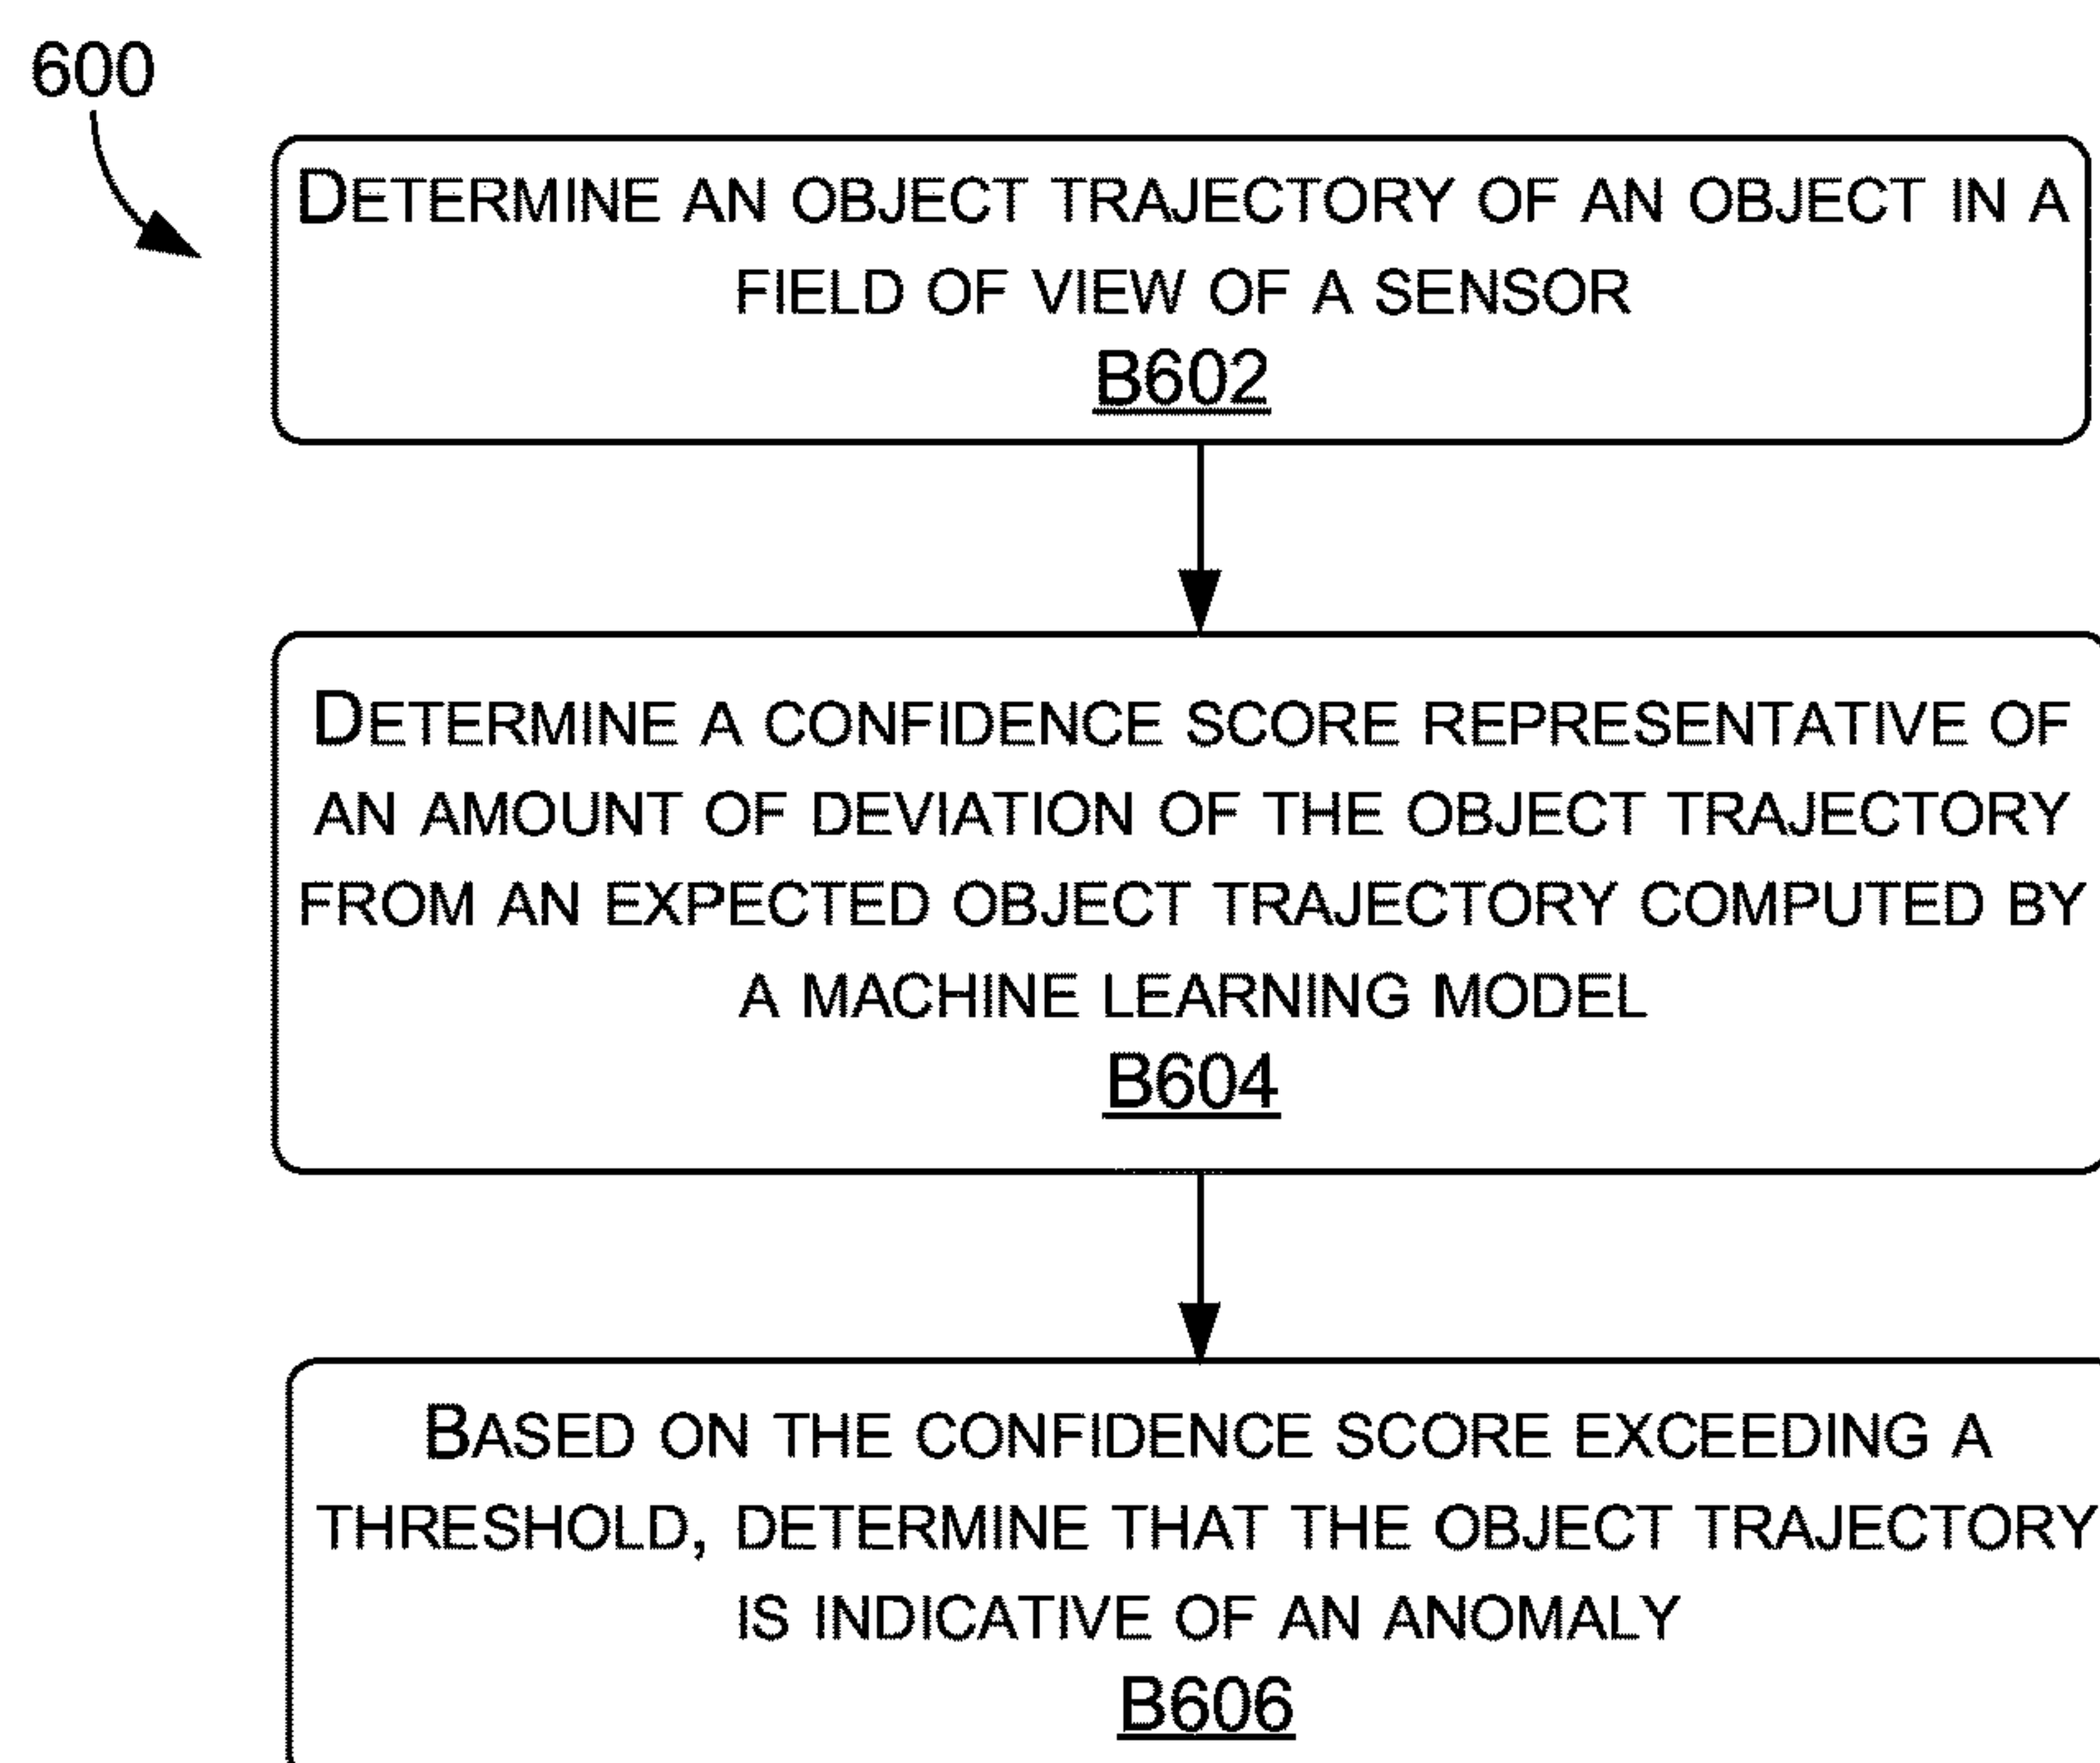 600
DETERMINE AN OBJECT TRAJECTORY OF AN OBJECT IN A
FIELD OF VIEW OF A SENSOR
B602
DETERMINE A CONFIDENCE SCORE REPRESENTATIVE OF
AN AMOUNT OF DEVIATION OF THE OBJECT TRAJECTORY
FROM AN EXPECTED OBJECT TRAJECTORY COMPUTED BY
A MACHINE LEARNING MODEL
B604
BASED ON THE CONFIDENCE SCORE EXCEEDING A
THRESHOLD, DETERMINE THAT THE OBJECT TRAJECTORY
IS INDICATIVE OF AN ANOMALY
B606